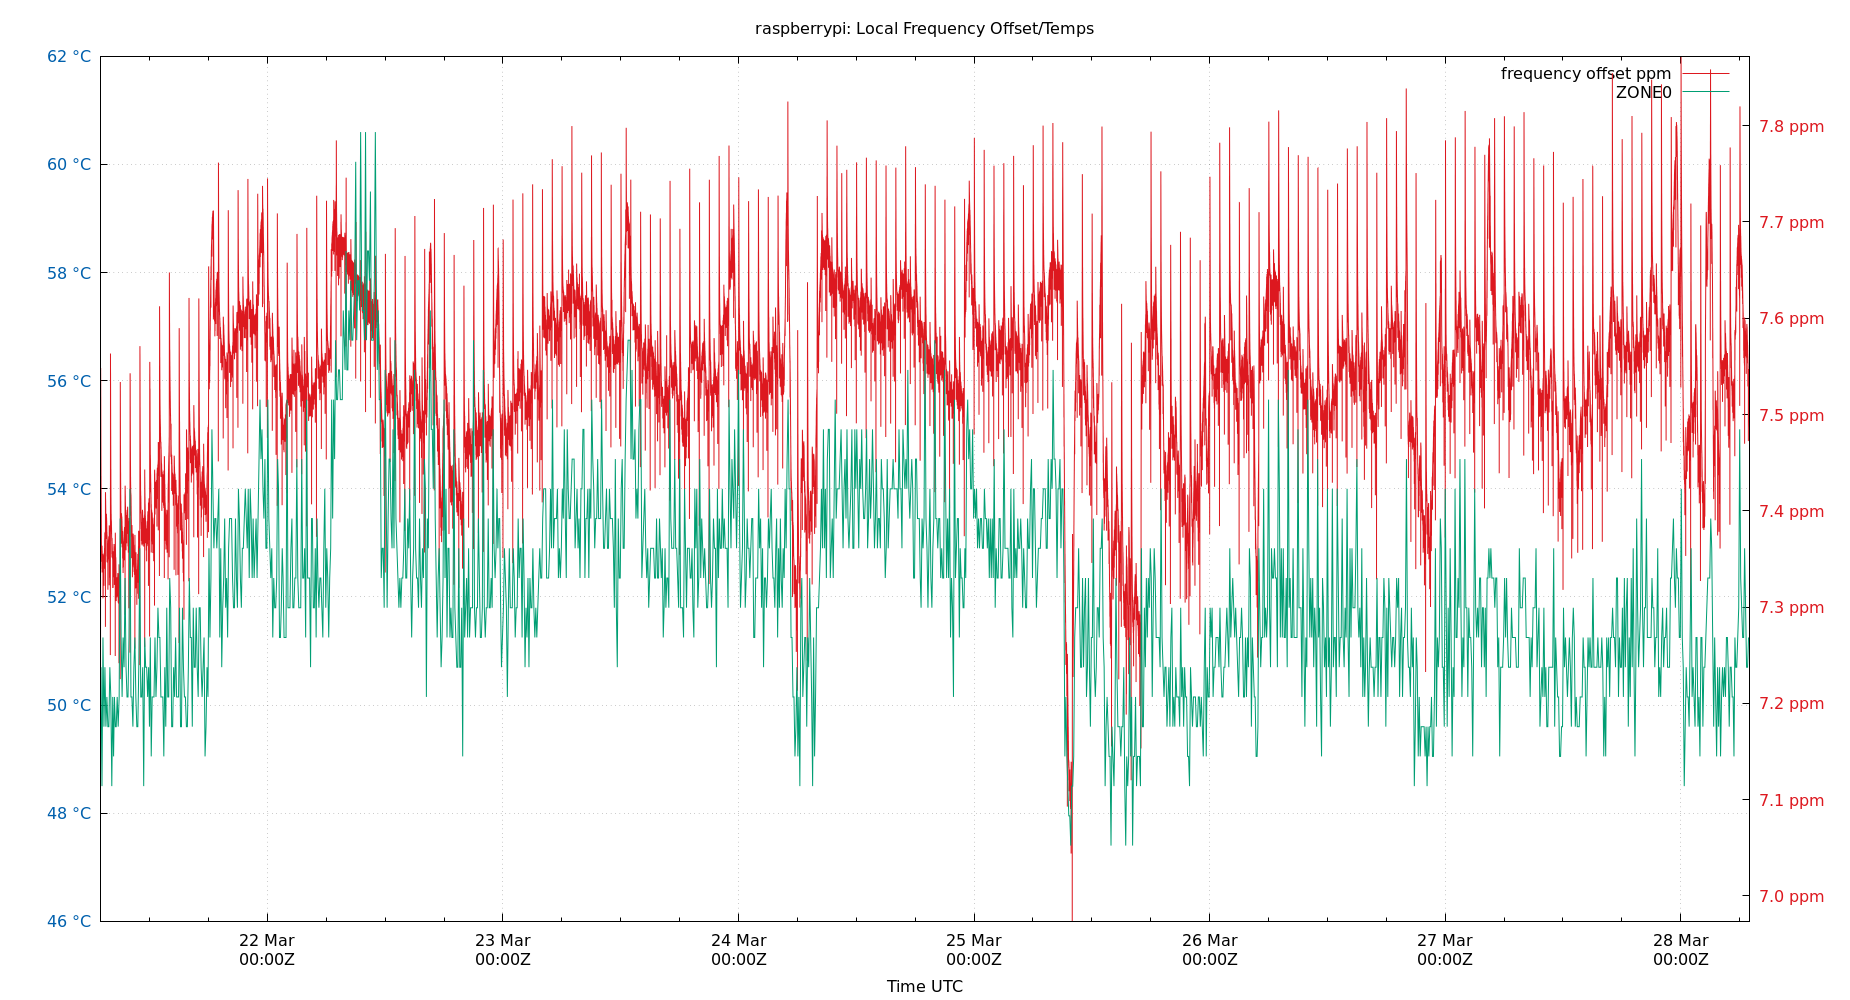 raspberrypi: Local Frequency Offset/Temps
frequency offset ppm
ZONE0
62 °C
60 °C
58 °C
56 °C
54 °C
52 °C
50 °C
48 °C
46 °C
7.8 ppm
7.7 ppm
7.6 ppm
7.5 ppm
7.4 ppm
7.3 ppm
7.2 ppm
7.1 ppm
7.0 ppm
22 Mar
00:00Z
23 Mar
00:00Z
24 Mar
00:00Z
25 Mar
00:00Z
26 Mar
00:00Z
27 Mar
00:00Z
28 Mar
00:00Z
Time UTC